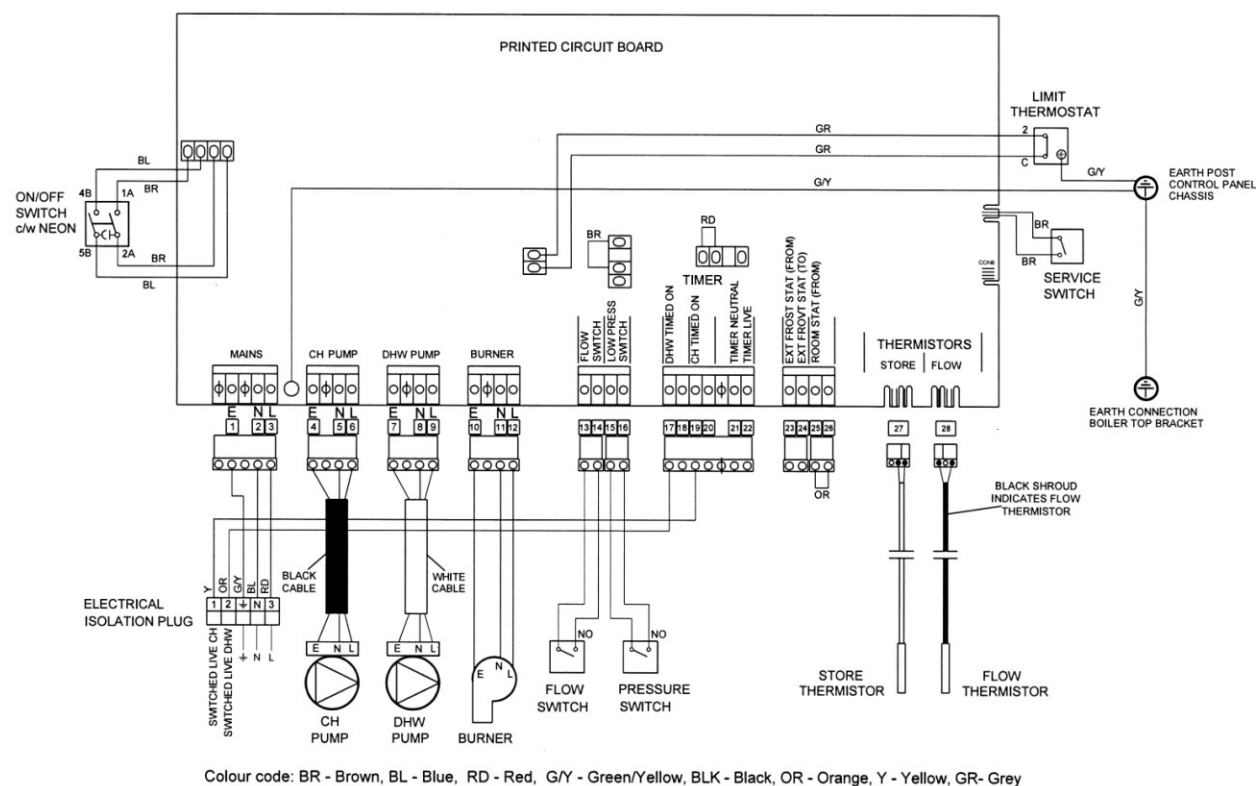 PRINTED CIRCUIT BOARD
LIMIT
THERMOSTAT
2
C
GR
GR
G/Y
G/Y
EARTH POST
CONTROL PANEL
CHASSIS
BL
BR
4B
1A
ON/OFF
SWITCH
c/w NEON
5B
2A
BR
BL
BR
RD
TIMER
BR
BR
SERVICE
SWITCH
CON6
G/Y
FLOW
SWITCH
LOW PRESS
SWITCH
DHW TIMED ON
CH TIMED ON
TIMER NEUTRAL
TIMER LIVE
EXT FROST STAT (FROM)
EXT FROVT STAT (TO)
ROOM STAT (FROM)
THERMISTORS
STORE
FLOW
MAINS
CH PUMP
DHW PUMP
BURNER
EARTH CONNECTION
BOILER TOP BRACKET
E N L
E N L
E N L
E N L
1 2 3
4 5 6
7 8 9
10 11 12
13 14 15 16
17 18 19 20 21 22
23 24 25 26
27
28
OR
BLACK SHROUD
INDICATES FLOW
THERMISTOR
BLACK
CABLE
WHITE
CABLE
Y
OR
G/Y
BL
RD
ELECTRICAL
ISOLATION PLUG
1 2 N 3
SWITCHED LIVE CH
SWITCHED LIVE DHW
N L
E N L
E N L
E N L
NO
NO
CH
PUMP
DHW
PUMP
BURNER
FLOW
SWITCH
PRESSURE
SWITCH
STORE
THERMISTOR
FLOW
THERMISTOR
Colour code: BR - Brown, BL - Blue, RD - Red, G/Y - Green/Yellow, BLK - Black, OR - Orange, Y - Yellow, GR- Grey